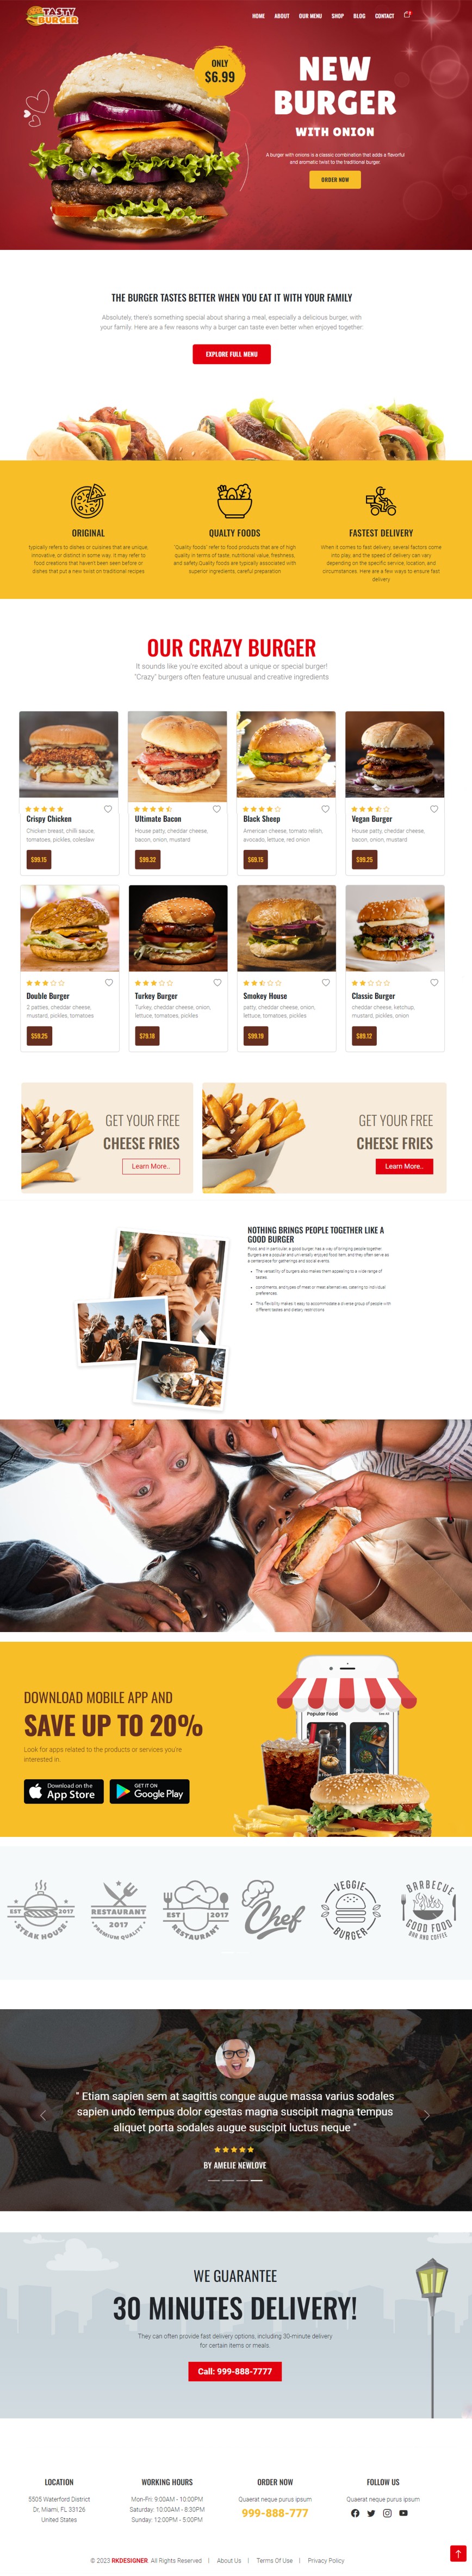 TASTY
BURGER
HOME
ABOUT
OUR MENU
SHOP
BLOG
CONTACT
ONLY
$6.99
NEW
BURGER
WITH ONION
A burger with onions is a classic combination that adds a flavorful
and aromatic twist to the traditional burger.
ORDER NOW
THE BURGER TASTES BETTER WHEN YOU EAT IT WITH YOUR FAMILY
Absolutely, there's something special about sharing a meal, especially a delicious burger, with
your family. Here are a few reasons why a burger can taste even better when enjoyed together:
EXPLORE FULL MENU
ORIGINAL
typically refers to dishes or cuisines that are unique,
innovative, or distinct in some way. It may refer to
food creations that haven't been seen before or
dishes that put a new twist on traditional recipes.
QUALTY FOODS
"Quality foods" refer to food products that are of high
quality in terms of taste, nutritional value, freshness,
and safety.Quality foods are typically associated with
superior ingredients, careful preparation
FASTEST DELIVERY
When it comes to fast delivery, several factors come
into play, and the speed of delivery can vary
depending on the specific service, location, and
circumstances. Here are a few ways to ensure fast
delivery
OUR CRAZY BURGER
It sounds like you're excited about a unique or special burger!
"Crazy" burgers often feature unusual and creative ingredients
Crispy Chicken
Chicken breast, chilli sauce,
tomatoes, pickles, coleslaw
$99.15
Ultimate Bacon
House patty, cheddar cheese,
bacon, onion, mustard
$99.32
Black Sheep
American cheese, tomato relish,
avocado, lettuce, red onion
$69.15
Vegan Burger
House patty, cheddar cheese,
bacon, onion, mustard
$99.25
Double Burger
2 patties, cheddar cheese,
mustard, pickles, tomatoes
$59.25
Turkey Burger
Turkey, cheddar cheese, onion,
lettuce, tomatoes, pickles
$79.18
Smokey House
patty, cheddar cheese, onion,
lettuce, tomatoes, pickles
$99.19
Classic Burger
cheddar cheese, ketchup,
mustard, pickles, onion
$89.12
GET YOUR FREE
CHEESE FRIES
Learn More..
GET YOUR FREE
CHEESE FRIES
Learn More..
NOTHING BRINGS PEOPLE TOGETHER LIKE A
GOOD BURGER
Food, and in particular, a good burger, has a way of bringing people together.
Burgers are a popular and universally enjoyed food item, and they often serve as
a centerpiece for gatherings and social events.
The versatility of burgers also makes them appealing to a wide range of
tastes.
condiments, and types of meat or meat alternatives, catering to individual
preferences
This flexibility makes it easy to accommodate a diverse group of people with
different tastes and dietary restrictions
DOWNLOAD MOBILE APP AND
SAVE UP TO 20%
Look for apps related to the products or services you're
interested in.
Download on the
App Store
GET IT ON
Google Play
Popular Food
See All
EST 2017
STEAK HOUSE
RESTAURANT
2017
PREMIUM QUALITY
EST 2017
RESTAURANT
Chef
VEGGIE
BURGER
BARBECUE
GOOD FOOD
BBQ AND COFFEE
" Etiam sapien sem at sagittis congue augue massa varius sodales
sapien undo tempus dolor egestas magna suscipit magna tempus
aliquet porta sodales augue suscipit luctus neque "
BY AMELIE NEWLOVE
WE GUARANTEE
30 MINUTES DELIVERY!
They can often provide fast delivery options, including 30-minute delivery
for certain items or meals.
Call: 999-888-7777
LOCATION
5505 Waterford District
Dr, Miami, FL 33126
United States
WORKING HOURS
Mon-Fri: 9:00AM - 10:00PM
Saturday: 10:00AM - 8:30PM
Sunday: 12:00PM - 5:00PM
ORDER NOW
Quaerat neque purus ipsum
999-888-777
FOLLOW US
Quaerat neque purus ipsum
© 2023 RKDESIGNER. All Rights Reserved | About Us | Terms Of Use | Privacy Policy